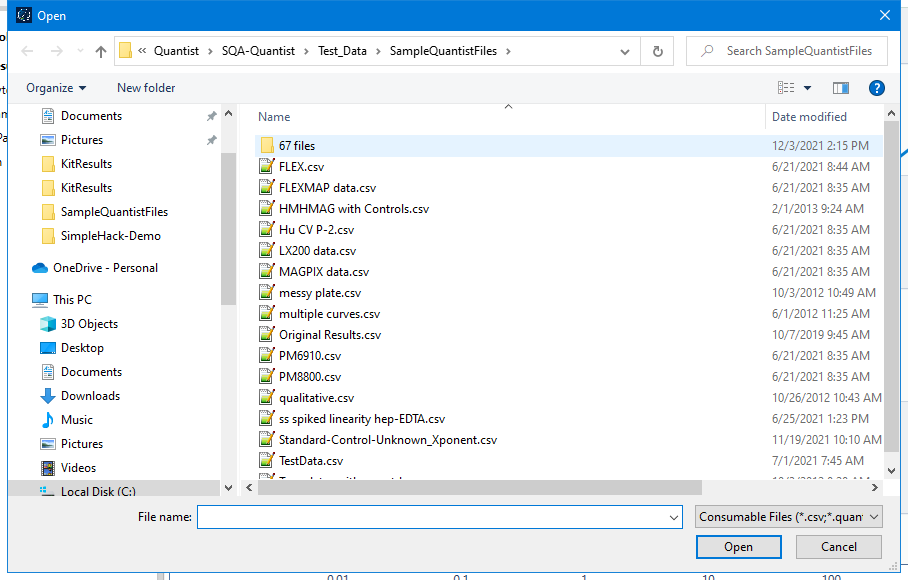 Open
« Quantist > SQA-Quantist > Test_Data > SampleQuantistFiles >
Search SampleQuantistFiles
Organize
New folder
?
Documents
Pictures
KitResults
KitResults
SampleQuantistFiles
SimpleHack-Demo
OneDrive - Personal
This PC
3D Objects
Desktop
Documents
Downloads
Music
Pictures
Videos
Local Disk (C:)
Name Date modified
67 files 12/3/2021 2:15 PM
FLEX.csv 6/21/2021 8:44 AM
FLEXMAP data.csv 6/21/2021 8:35 AM
HMHMAG with Controls.csv 2/1/2013 9:24 AM
Hu CV P-2.csv 6/21/2021 8:35 AM
LX200 data.csv 6/21/2021 8:35 AM
MAGPIX data.csv 6/21/2021 8:35 AM
messy plate.csv 10/3/2012 10:49 AM
multiple curves.csv 6/1/2012 11:25 AM
Original Results.csv 10/7/2019 9:45 AM
PM6910.csv 6/21/2021 8:35 AM
PM8800.csv 6/21/2021 8:35 AM
qualitative.csv 10/26/2012 10:43 AM
ss spiked linearity hep-EDTA.csv 6/25/2021 1:23 PM
Standard-Control-Unknown_Xponent.csv 11/19/2021 10:10 AM
TestData.csv 7/1/2021 7:45 AM
File name:
Consumable Files (*.csv;*.quan
Open
Cancel
0.01 0.1 1 10 100